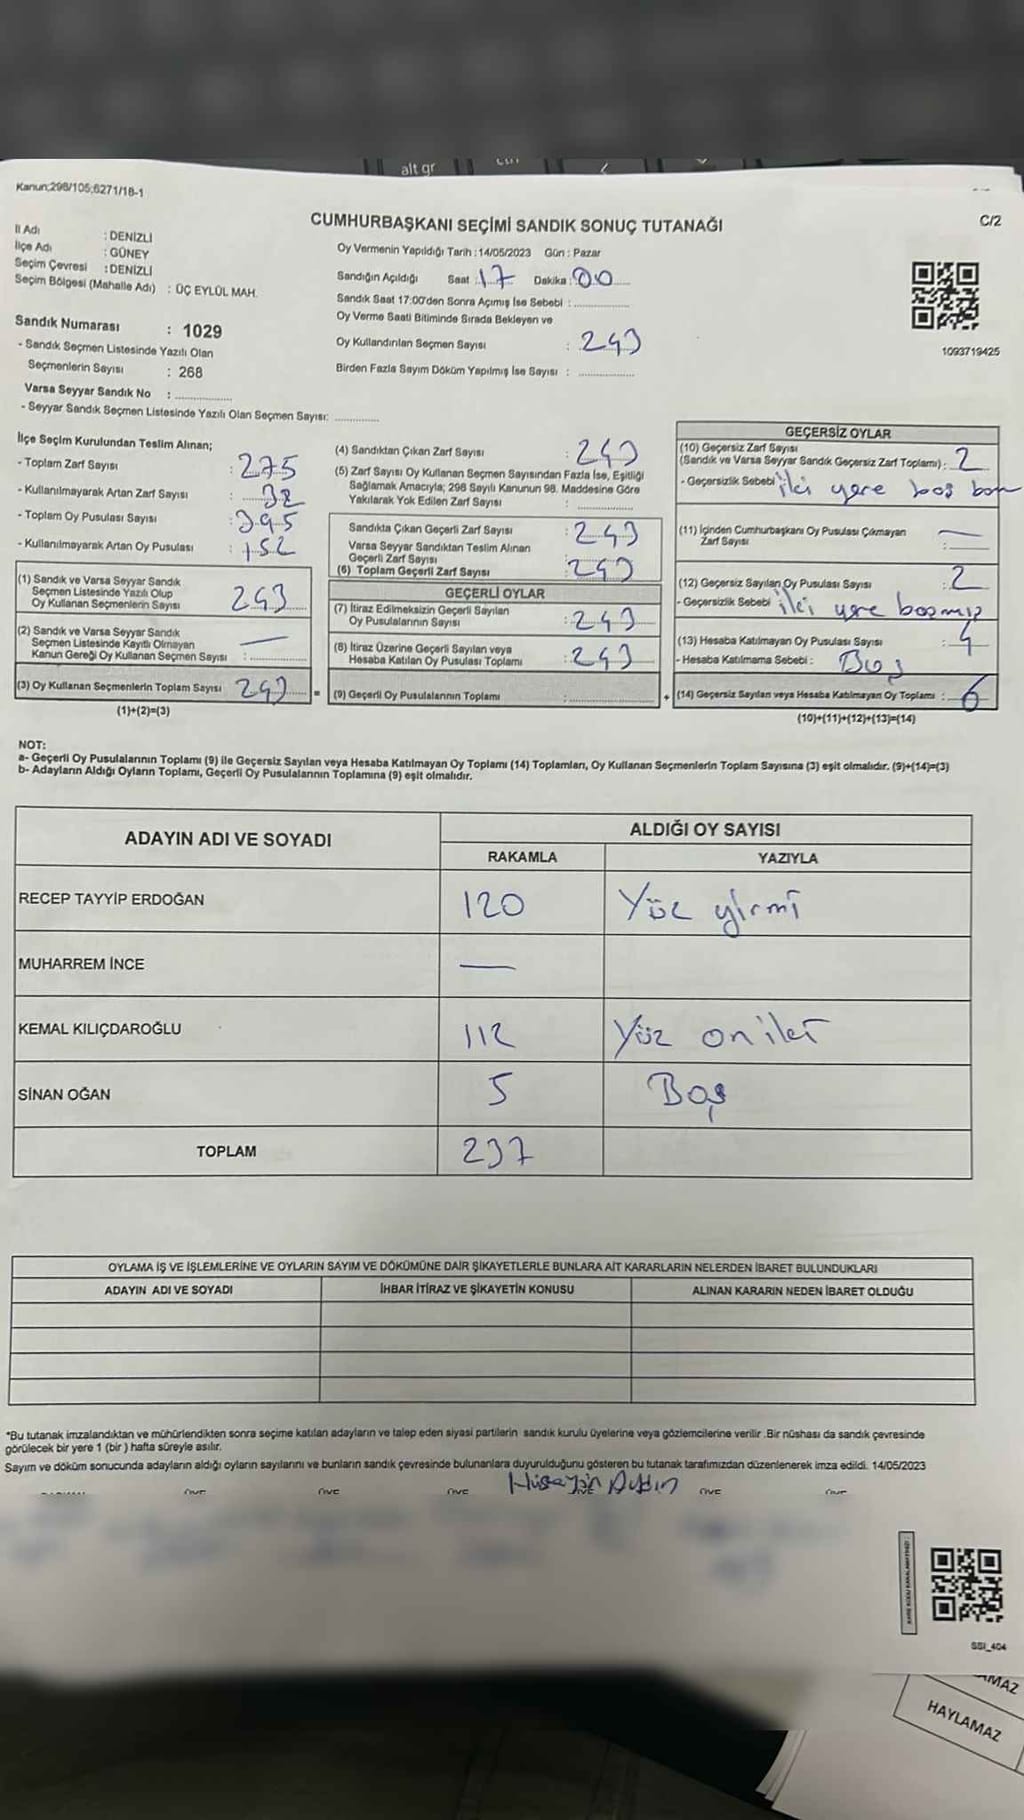 alt gr
Kanun;298/105;6271/18-1
C/2
CUMHURBAŞKANI SEÇİMİ SANDIK SONUÇ TUTANAĞI
İl Adı : DENİZLİ
İlçe Adı : GÜNEY
Seçim Çevresi : DENİZLİ
Seçim Bölgesi (Mahalle Adı) : ÜÇ EYLÜL MAH.
Sandık Numarası : 1029
- Sandık Seçmen Listesinde Yazılı Olan
Seçmenlerin Sayısı : 268
Varsa Seyyar Sandık No :
- Seyyar Sandık Seçmen Listesinde Yazılı Olan Seçmen Sayısı:
Oy Vermenin Yapıldığı Tarih : 14/05/2023 Gün : Pazar
Sandığın Açıldığı Saat : 17 Dakika : 00
Sandık Saat 17:00'den Sonra Açımış İse Sebebi :
Oy Verme Saati Bitiminde Sırada Bekleyen ve
Oy Kullandırılan Seçmen Sayısı : 243
Birden Fazla Sayım Döküm Yapılmış İse Sayısı :
1093719425
İlçe Seçim Kurulundan Teslim Alınan;
- Toplam Zarf Sayısı : 275
- Kullanılmayarak Artan Zarf Sayısı : 32
- Toplam Oy Pusulası Sayısı : 395
- Kullanılmayarak Artan Oy Pusulası : 152
(1) Sandık ve Varsa Seyyar Sandık
Seçmen Listesinde Yazılı Olup
Oy Kullanan Seçmenlerin Sayısı 243
(2) Sandık ve Varsa Seyyar Sandık
Seçmen Listesinde Kayıtlı Olmayan
Kanun Gereği Oy Kullanan Seçmen Sayısı : —
(3) Oy Kullanan Seçmenlerin Toplam Sayısı 243
(1)+(2)=(3)
(4) Sandıktan Çıkan Zarf Sayısı : 243
(5) Zarf Sayısı Oy Kullanan Seçmen Sayısından Fazla İse, Eşitliği
Sağlamak Amacıyla; 298 Sayılı Kanunun 98. Maddesine Göre
Yakılarak Yok Edilen Zarf Sayısı :
Sandıkta Çıkan Geçerli Zarf Sayısı : 243
Varsa Seyyar Sandıktan Teslim Alınan
Geçerli Zarf Sayısı
(6) Toplam Geçerli Zarf Sayısı : 243
GEÇERLİ OYLAR
(7) İtiraz Edilmeksizin Geçerli Sayılan
Oy Pusulalarının Sayısı : 243
(8) İtiraz Üzerine Geçerli Sayılan veya
Hesaba Katılan Oy Pusulası Toplamı : 243
= (9) Geçerli Oy Pusulalarının Toplamı : +
GEÇERSİZ OYLAR
(10) Geçersiz Zarf Sayısı
(Sandık ve Varsa Seyyar Sandık Geçersiz Zarf Toplamı) : 2
- Geçersizlik Sebebi : iki yere
(11) İçinden Cumhurbaşkanı Oy Pusulası Çıkmayan
Zarf Sayısı : —
(12) Geçersiz Sayılan Oy Pusulası Sayısı : 2
- Geçersizlik Sebebi : iki yere basmış
(13) Hesaba Katılmayan Oy Pusulası Sayısı : 4
- Hesaba Katılmama Sebebi : Boş
(14) Geçersiz Sayılan veya Hesaba Katılmayan Oy Toplamı : 6
(10)+(11)+(12)+(13)=(14)
NOT:
a- Geçerli Oy Pusulalarının Toplamı (9) ile Geçersiz Sayılan veya Hesaba Katılmayan Oy Toplamı (14) Toplamları, Oy Kullanan Seçmenlerin Toplam Sayısına (3) eşit olmalıdır. (9)+(14)=(3)
b- Adayların Aldığı Oyların Toplamı, Geçerli Oy Pusulalarının Toplamına (9) eşit olmalıdır.
ADAYIN ADI VE SOYADI ALDIĞI OY SAYISI
RAKAMLA YAZIYLA
RECEP TAYYİP ERDOĞAN 120 Yüz yirmi
MUHARREM İNCE —
KEMAL KILIÇDAROĞLU 112 Yüz oniki
SİNAN OĞAN 5 Beş
TOPLAM 237
OYLAMA İŞ VE İŞLEMLERİNE VE OYLARIN SAYIM VE DÖKÜMÜNE DAİR ŞİKAYETLERLE BUNLARA AİT KARARLARIN NELERDEN İBARET BULUNDUKLARI
ADAYIN ADI VE SOYADI İHBAR İTİRAZ VE ŞİKAYETİN KONUSU ALINAN KARARIN NEDEN İBARET OLDUĞU
*Bu tutanak imzalandıktan ve mühürlendikten sonra seçime katılan adayların ve talep eden siyasi partilerin sandık kurulu üyelerine veya gözlemcilerine verilir .Bir nüshası da sandık çevresinde
görülecek bir yere 1 (bir ) hafta süreyle asılır.
Sayım ve döküm sonucunda adayların aldığı oyların sayılarını ve bunların sandık çevresinde bulunanlara duyurulduğunu gösteren bu tutanak tarafımızdan düzenlenerek imza edildi. 14/05/2023
Hüseyin Aydın
SSI_404
HAYLAMAZ